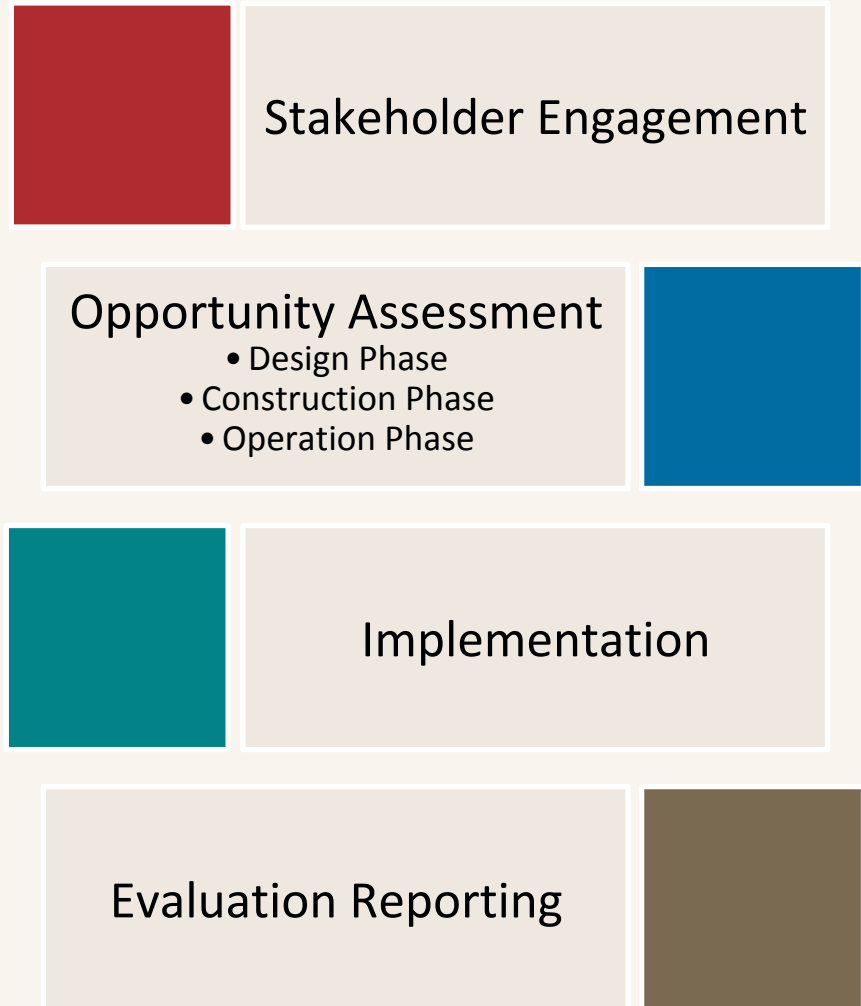 Stakeholder Engagement
Opportunity Assessment
• Design Phase
• Construction Phase
• Operation Phase
Implementation
Evaluation Reporting